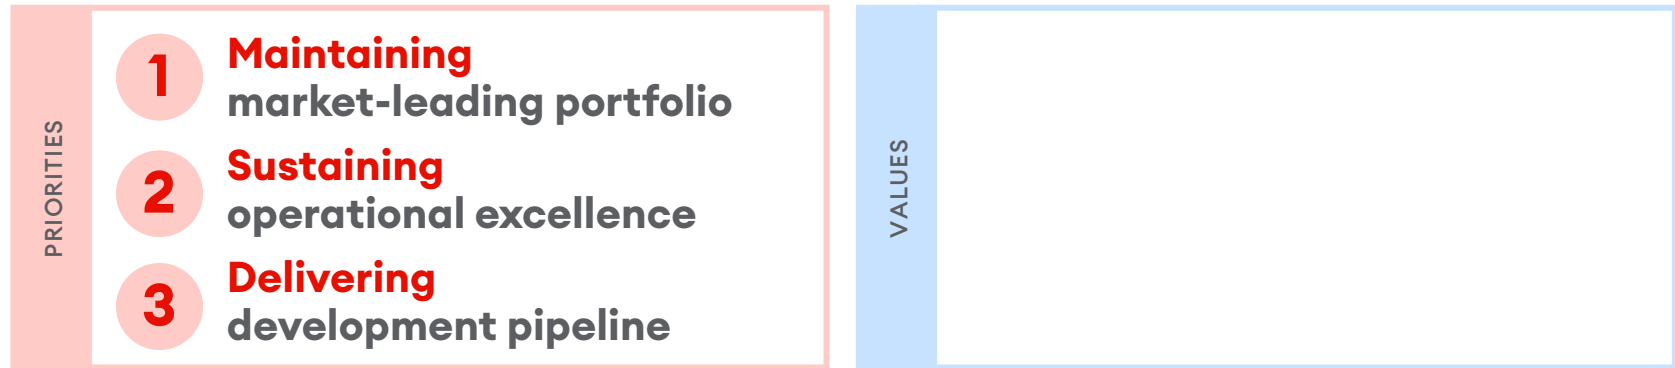 PRIORITIES
1
Maintaining
market-leading portfolio
2
Sustaining
operational excellence
3
Delivering
development pipeline
VALUES